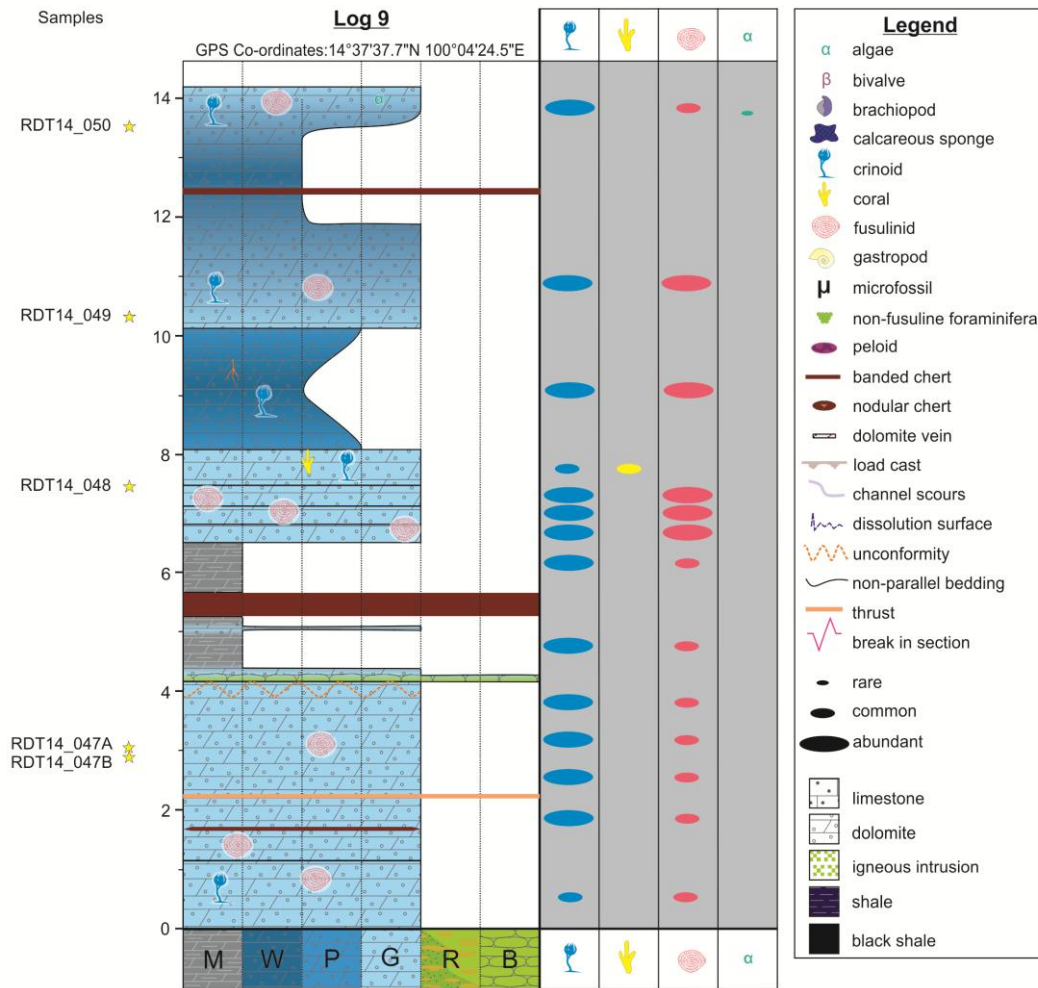 Samples
Log 9
GPS Co-ordinates:14°37'37.7"N 100°04'24.5"E
α
14
RDT14_050
α
12
RDT14_049
10
8
RDT14_048
6
4
RDT14_047A
RDT14_047B
2
0
M W P G R B
α
Legend
α algae
β bivalve
brachiopod
calcareous sponge
crinoid
coral
fusulinid
gastropod
μ microfossil
non-fusuline foraminifera
peloid
banded chert
nodular chert
dolomite vein
load cast
channel scours
dissolution surface
unconformity
non-parallel bedding
thrust
break in section
rare
common
abundant
limestone
dolomite
igneous intrusion
shale
black shale